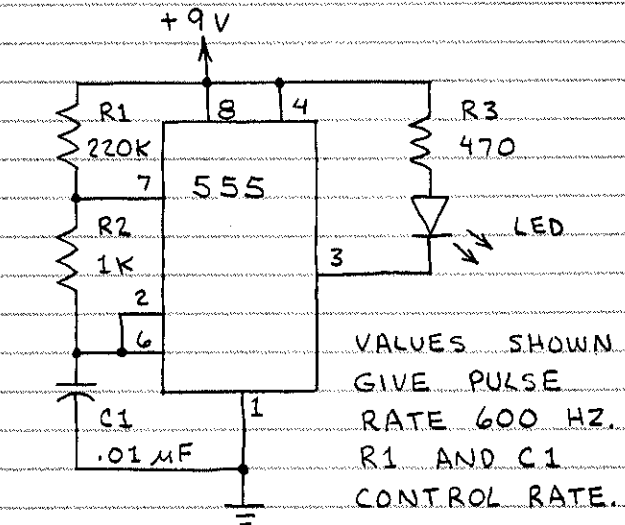 +9V
R1
220K
8
4
R3
470
7
555
R2
1K
LED
3
2
6
VALUES SHOWN
GIVE PULSE
RATE 600 HZ.
R1 AND C1
CONTROL RATE.
1
C1
.01 µF